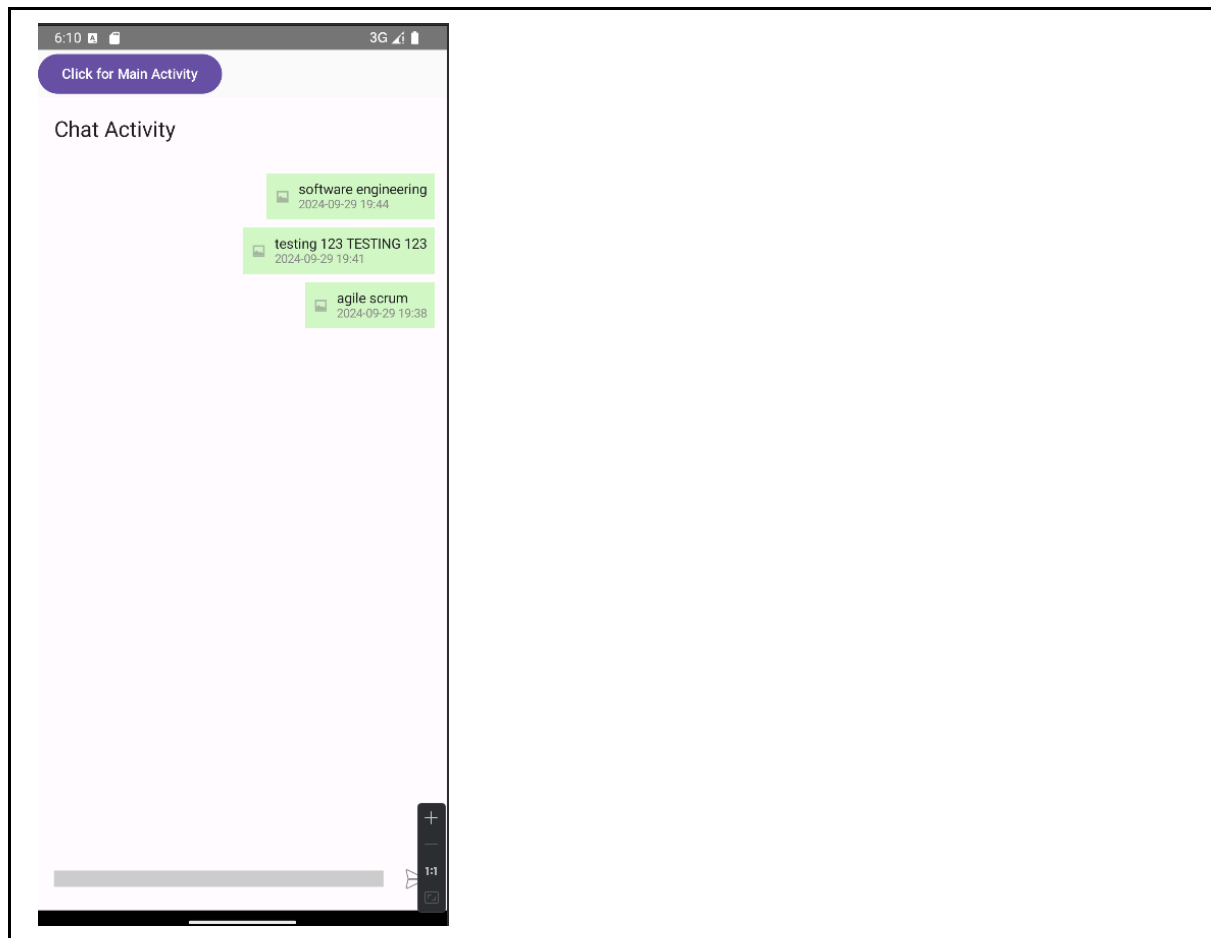 6:10
3G
Click for Main Activity
Chat Activity
software engineering
2024-09-29 19:44
testing 123 TESTING 123
2024-09-29 19:41
agile scrum
2024-09-29 19:38
1:1